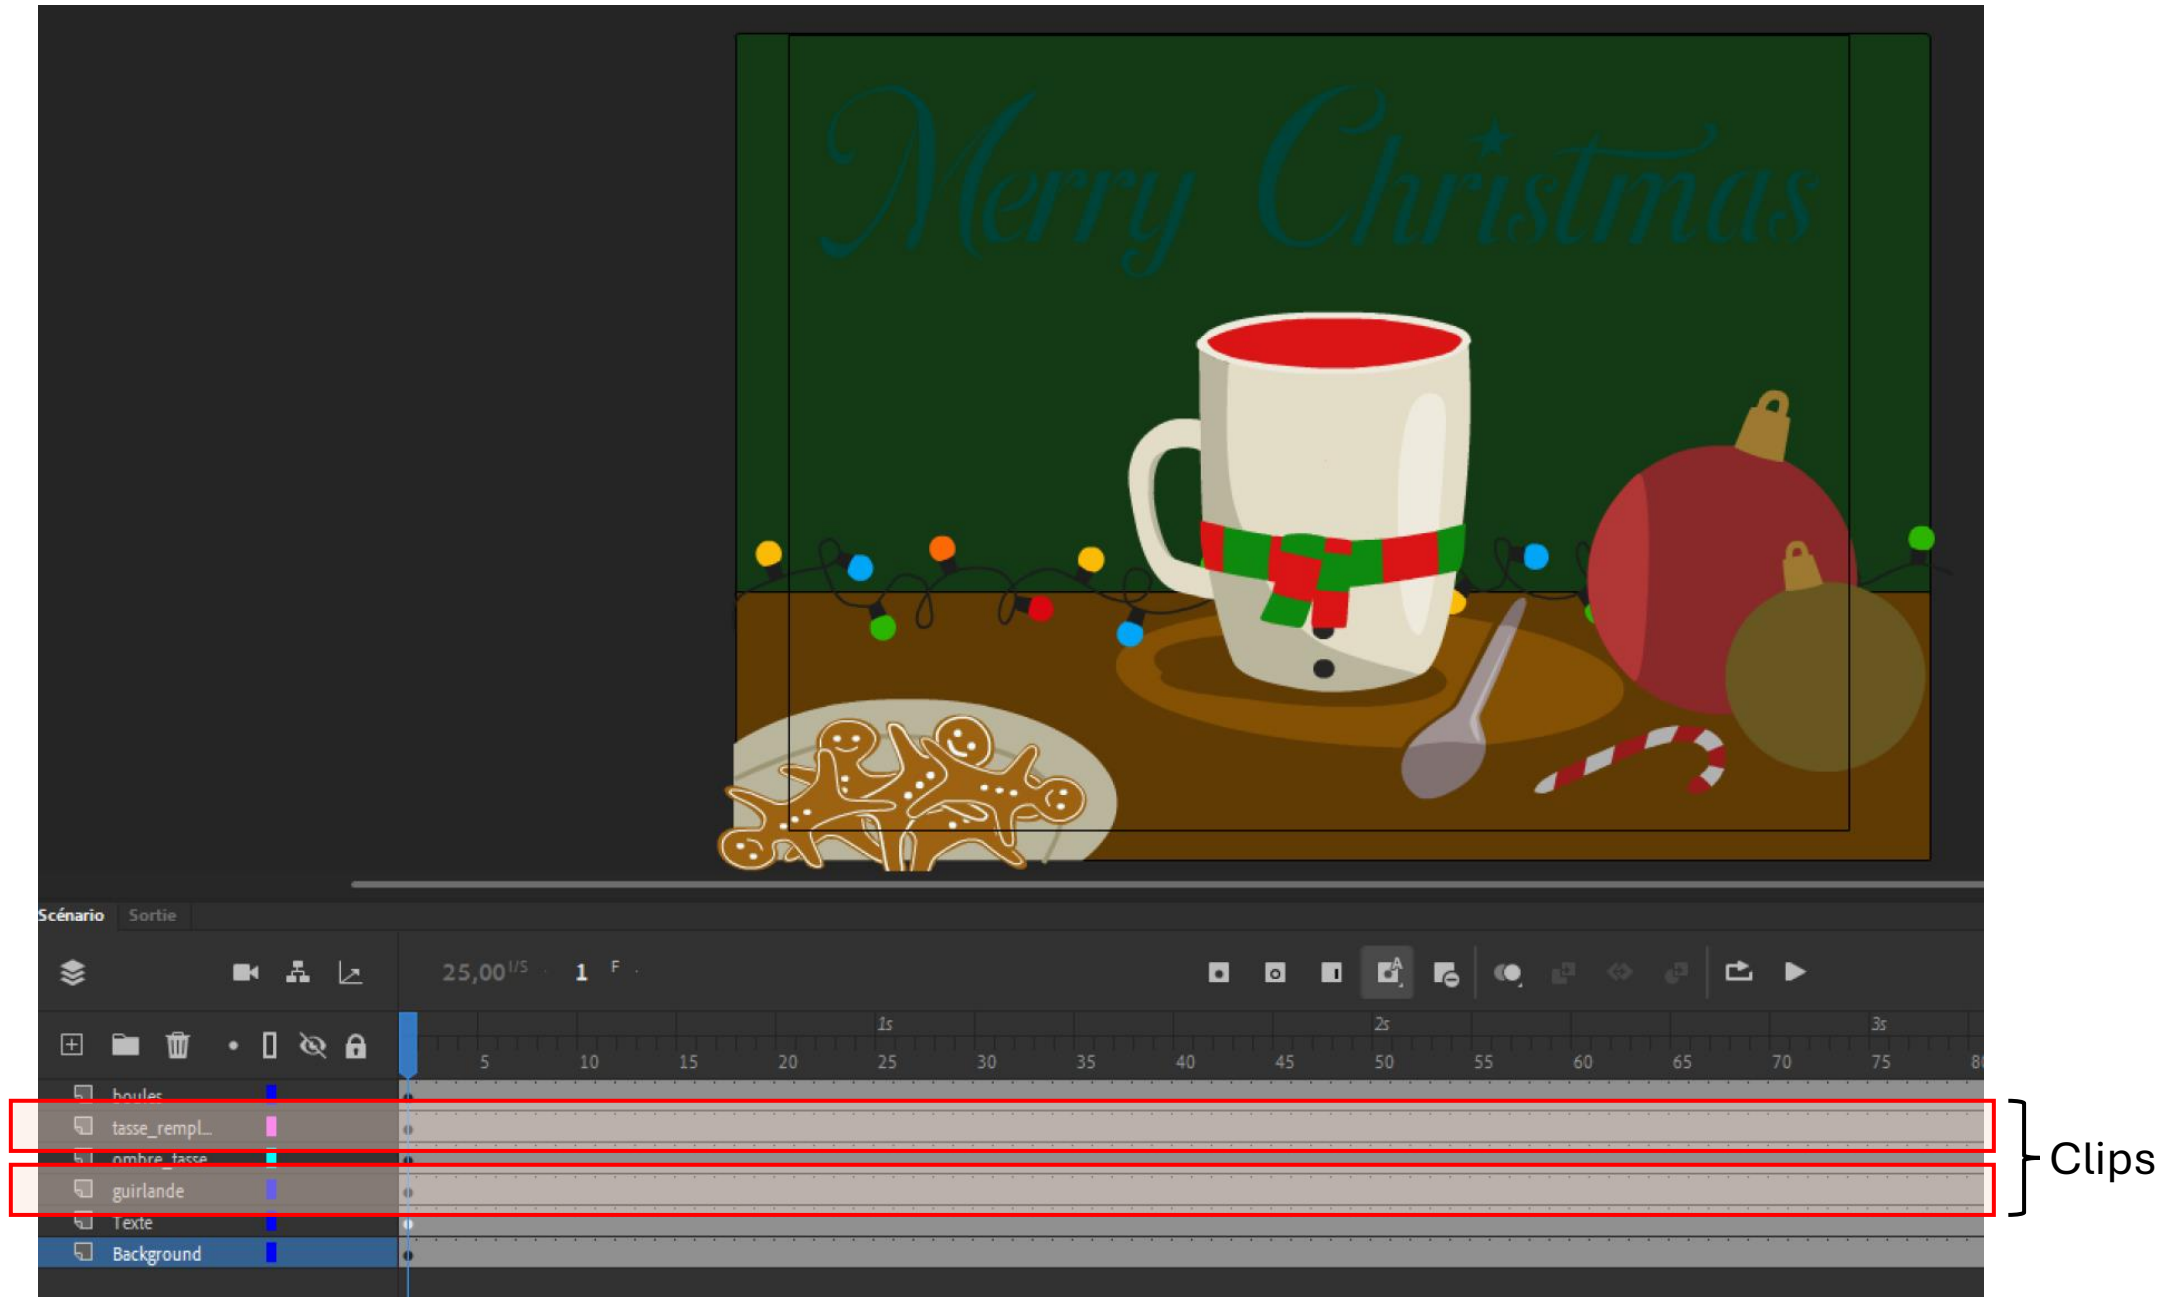 Merry Christmas
Scénario Sortie
25,00 I/S 1 F
1s 2s 3s
5 10 15 20 25 30 35 40 45 50 55 60 65 70 75 80
boules
tasse_rempl...
ombre_tasse
guirlande
Texte
Background
Clips